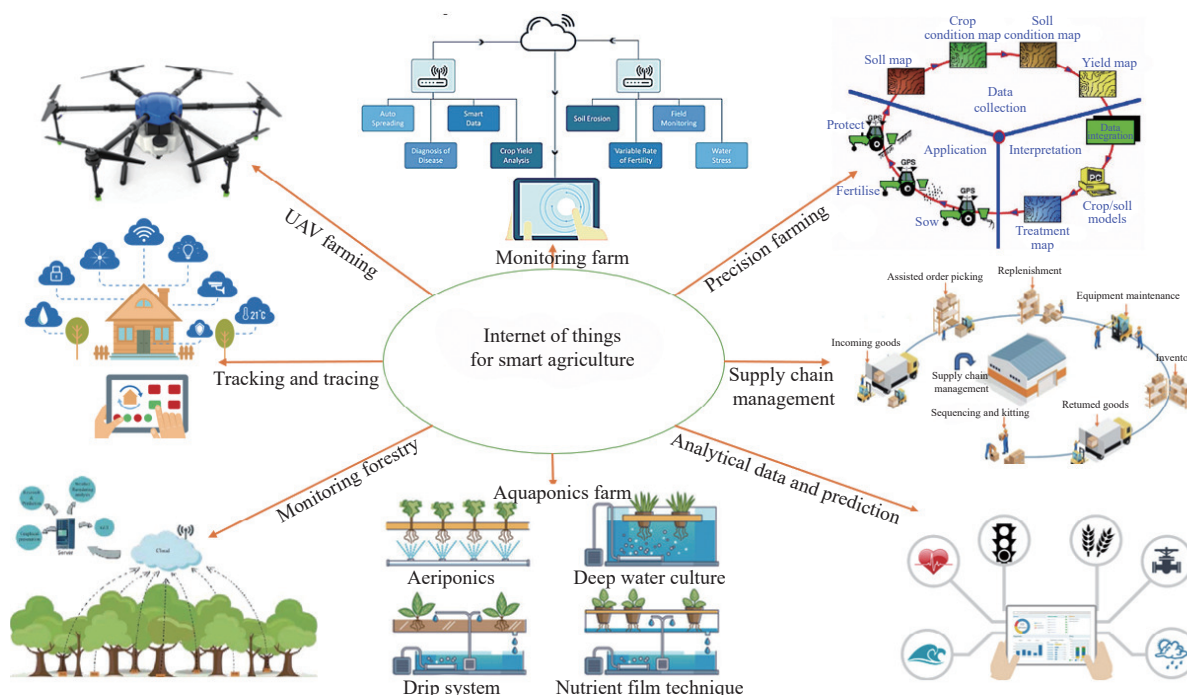 Auto
Spreading
Smart
Data
Diagnosis of
Disease
Crop Yield
Analysis
Soil Erosion
Field
Monitoring
Variable Rate
of Fertility
Water
Stress
Monitoring farm
Crop
condition map
Soll
condition map
Soll map
Yield map
Data
collection
Protect
GPS
Application
Interpretation
Data
integration
GPS
Fertilise
GPS
PC
Crop/soll
models
Sow
Treatment
map
UAV farming
Precision farming
21°c
Tracking and tracing
Internet of things
for smart agriculture
Supply chain
management
Assisted order picking
Replenishment
Equipment maintenance
Incoming goods
Invento
Supply chain
management
Sequencing and kitting
Retumed goods
Monitoring forestry
Server
Cloud
Aquaponics farm
Aeriponics
Deep water culture
Drip system
Nutrient film technique
Analytical data and prediction